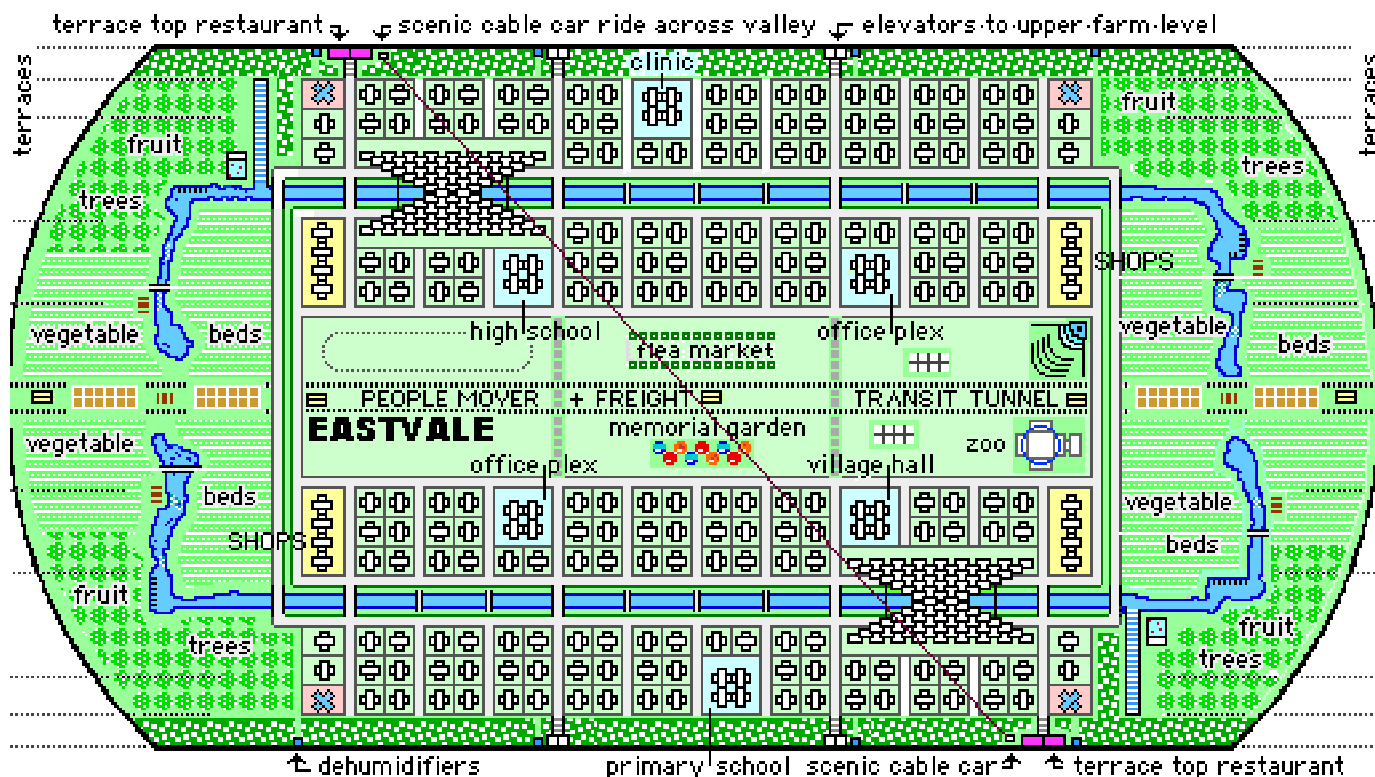 terrace top restaurant
scenic cable car ride across valley
elevators to upper farm level
terraces
terraces
clinic
fruit
trees
fruit
trees
SHOPS
vegetable
beds
high school
flea market
office plex
vegetable
beds
PEOPLE MOVER + FREIGHT TRANSIT TUNNEL
EASTVALE
memorial garden
zoo
vegetable
beds
office plex
village hall
vegetable
beds
SHOPS
fruit
trees
fruit
trees
dehumidifiers
primary school
scenic cable car
terrace top restaurant